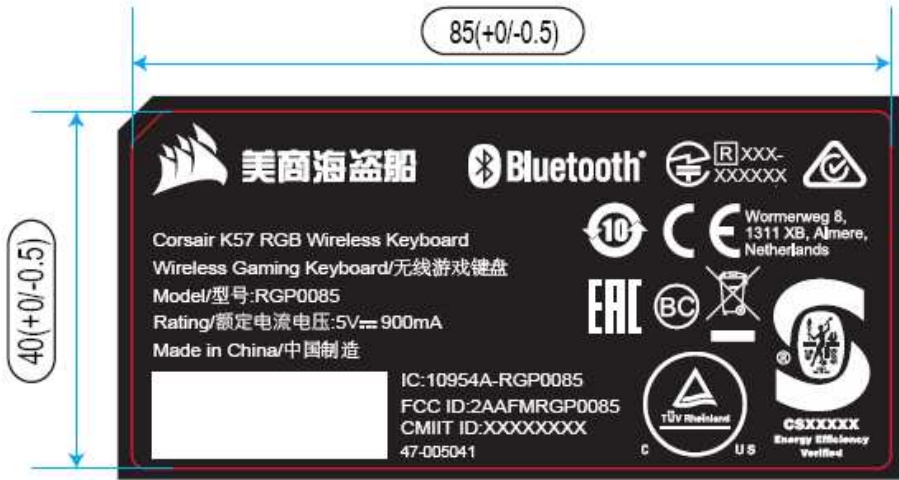 85(+0/-0.5)
40(+0/-0.5)
美商海盗船
Bluetooth®
R XXX-
XXXXXX
10
CE
Wormerweg 8,
1311 XB, Almere,
Netherlands
Corsair K57 RGB Wireless Keyboard
Wireless Gaming Keyboard/无线游戏键盘
Model/型号:RGP0085
Rating/额定电流电压:5V⎓900mA
Made in China/中国制造
EAC
BC
IC:10954A-RGP0085
FCC ID:2AAFMRGP0085
CMIIT ID:XXXXXXXX
47-005041
TÜV Rheinland
C US
S
V S
®
CSXXXXX
Energy Efficiency
Verified